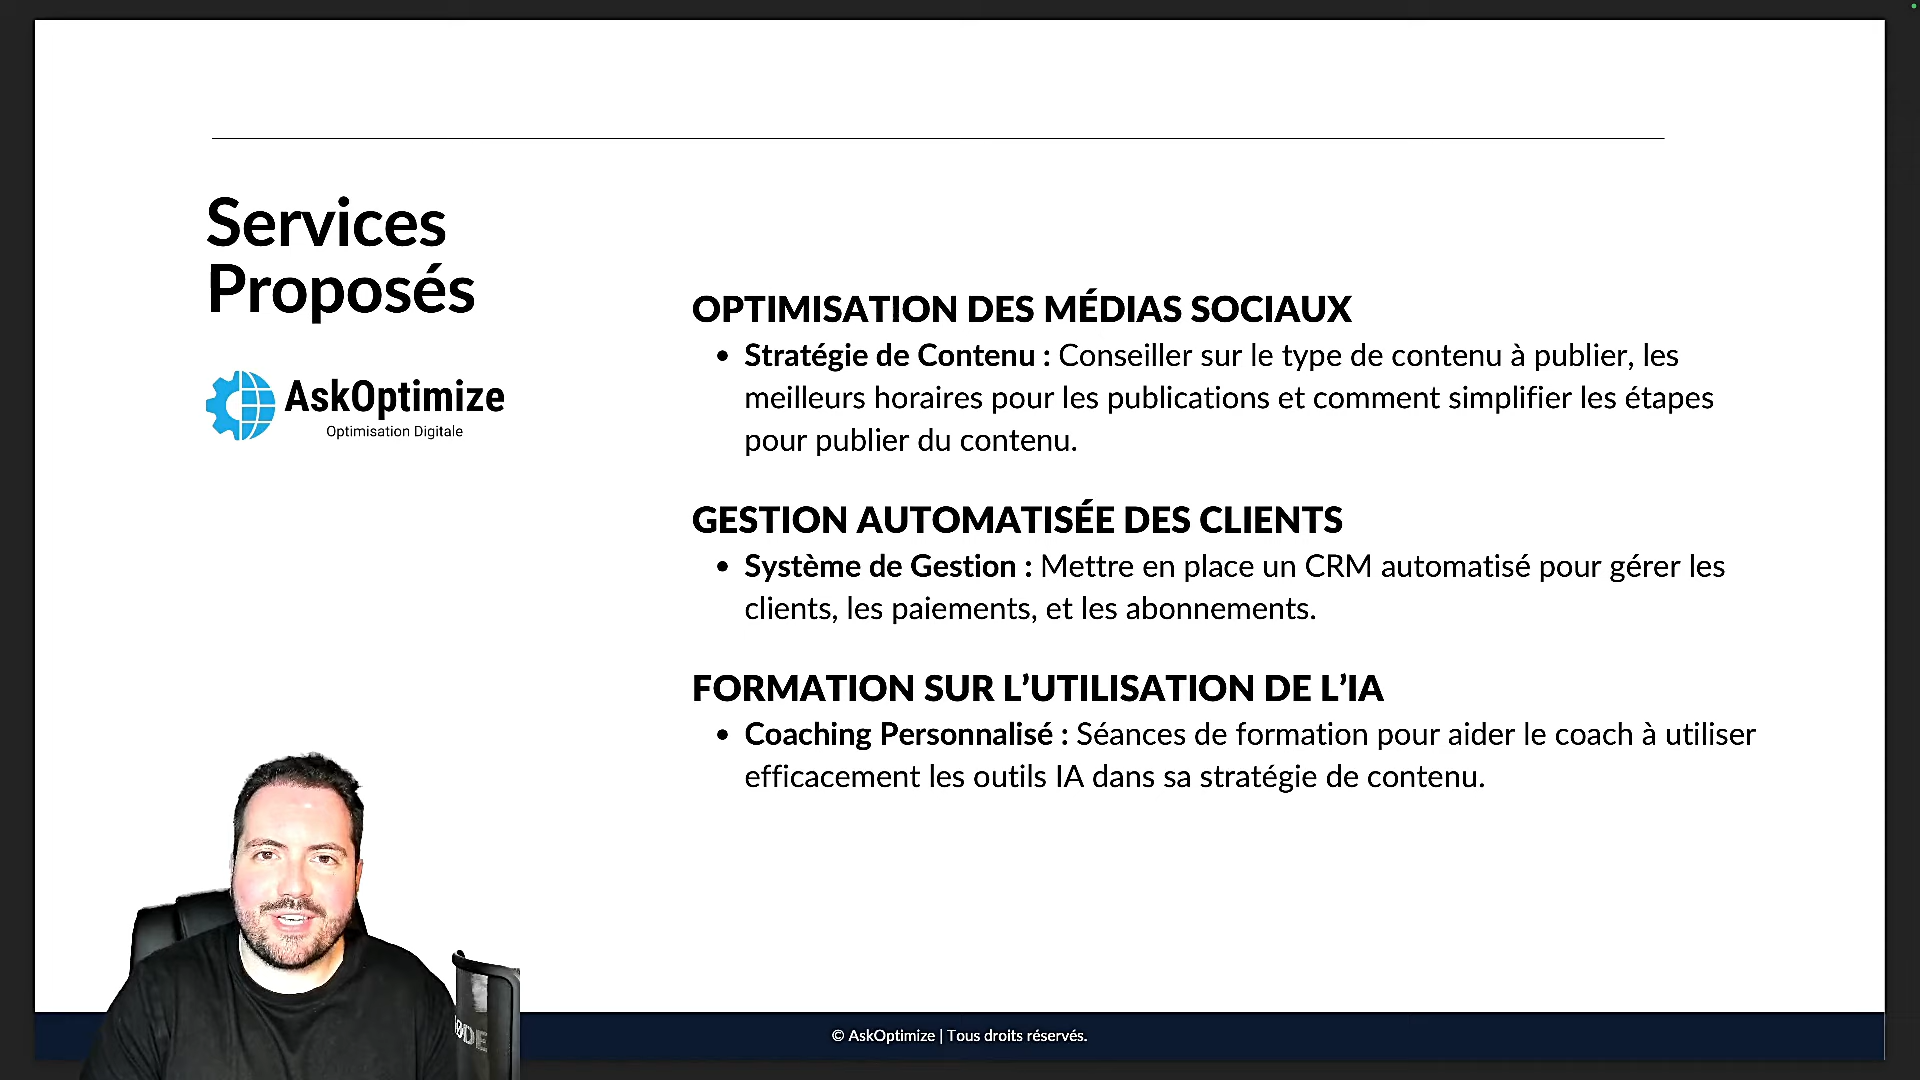 Services
Proposés
AskOptimize
Optimisation Digitale
OPTIMISATION DES MÉDIAS SOCIAUX
• Stratégie de Contenu : Conseiller sur le type de contenu à publier, les
meilleurs horaires pour les publications et comment simplifier les étapes
pour publier du contenu.
GESTION AUTOMATISÉE DES CLIENTS
• Système de Gestion : Mettre en place un CRM automatisé pour gérer les
clients, les paiements, et les abonnements.
FORMATION SUR L’UTILISATION DE L’IA
• Coaching Personnalisé : Séances de formation pour aider le coach à utiliser
efficacement les outils IA dans sa stratégie de contenu.
© AskOptimize | Tous droits réservés.